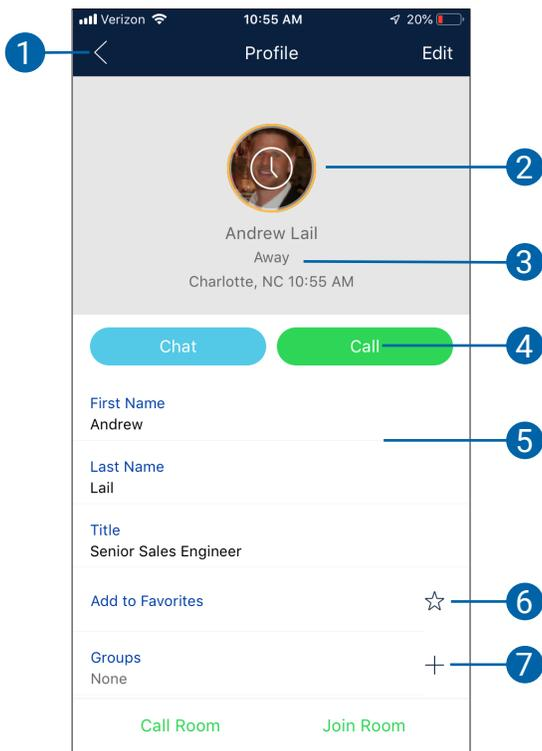 Verizon 10:55 AM 20%
1 Profile Edit
2
Andrew Lail
Away
3
Charlotte, NC 10:55 AM
Chat Call 4
First Name
Andrew
5
Last Name
Lail
Title
Senior Sales Engineer
Add to Favorites 6
Groups
7
None
Call Room Join Room